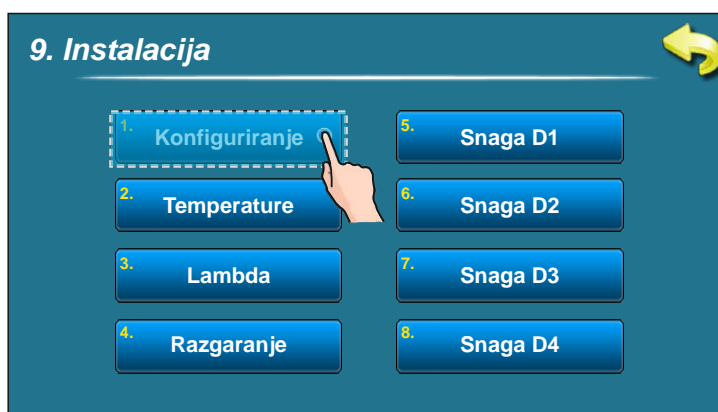 9. Instalacija
1. Konfiguriranje
2. Temperature
3. Lambda
4. Razgaranje
5. Snaga D1
6. Snaga D2
7. Snaga D3
8. Snaga D4